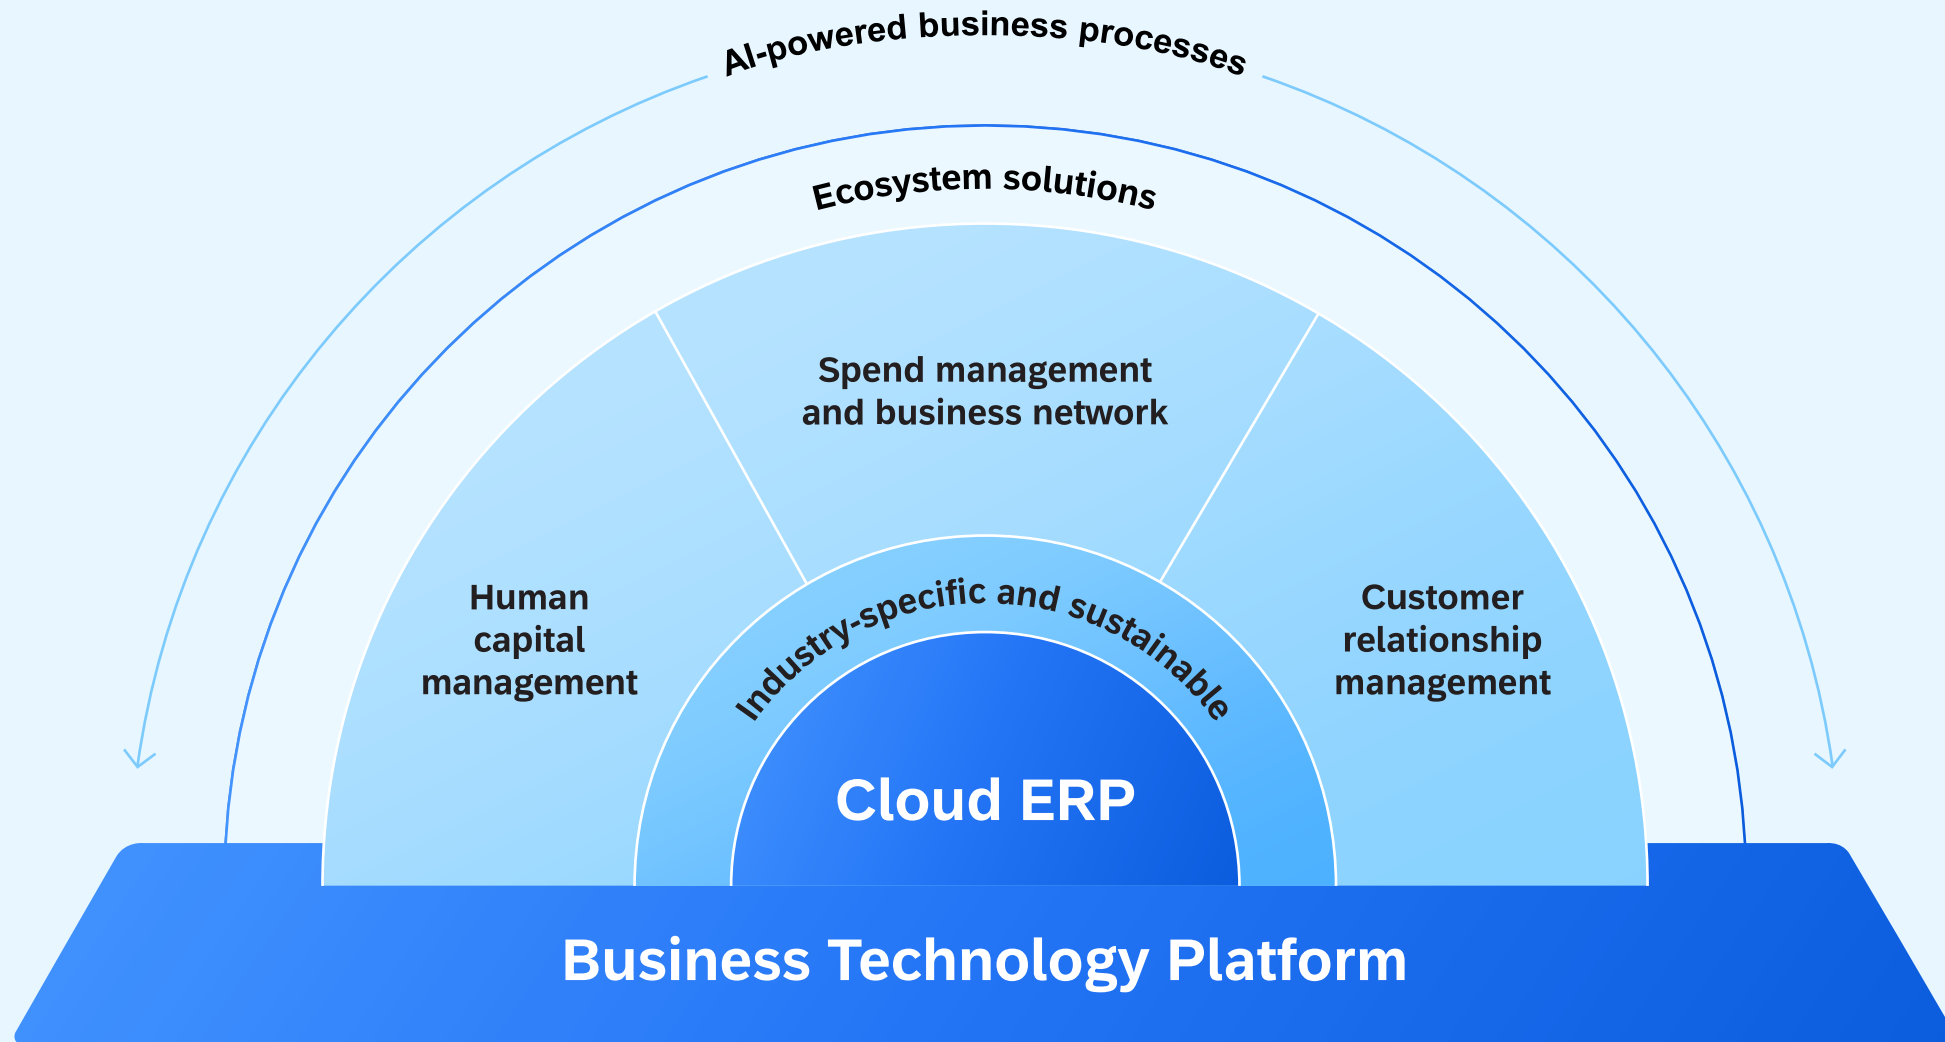 AI-powered business processes
Ecosystem solutions
Spend management
and business network
Human
capital
management
Customer
relationship
management
Industry-specific and sustainable
Cloud ERP
Business Technology Platform